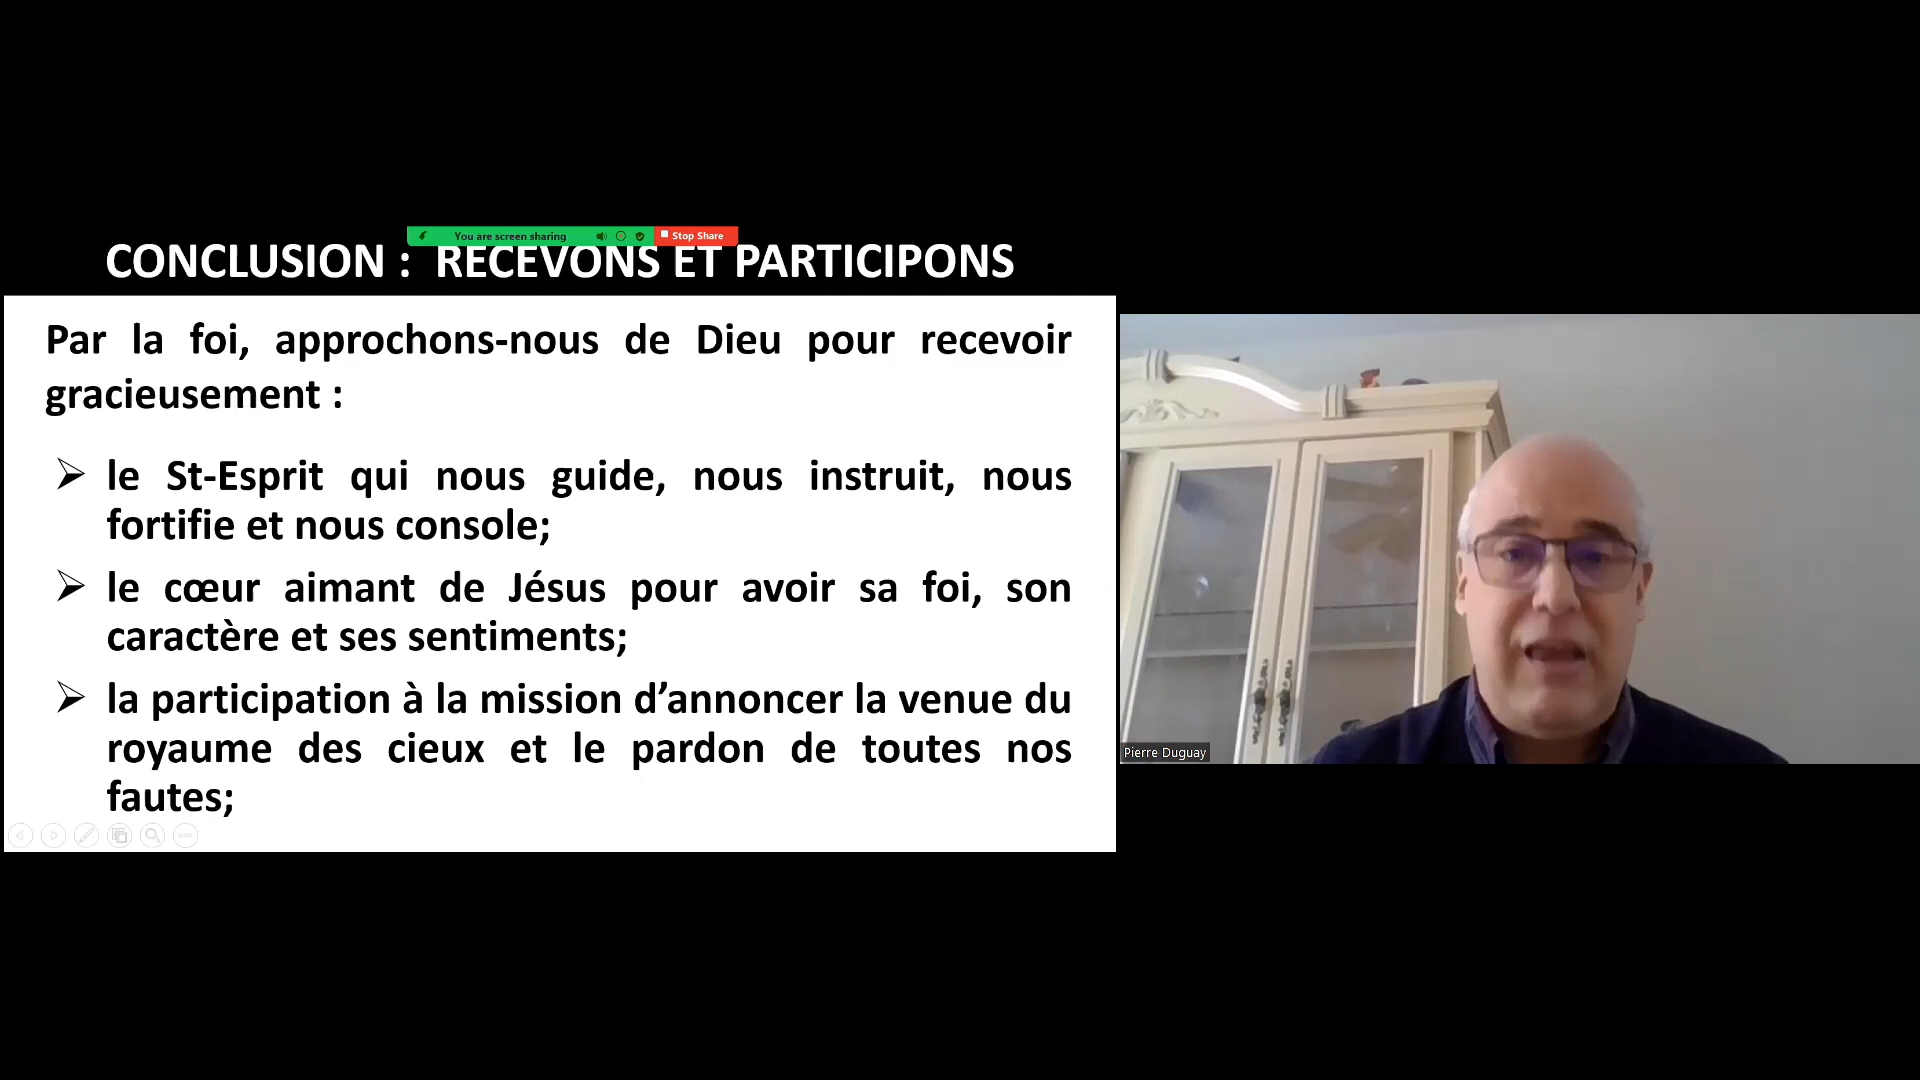 You are screen sharing Stop Share
CONCLUSION : RECEVONS ET PARTICIPONS
Par la foi, approchons-nous de Dieu pour recevoir
gracieusement :
le St-Esprit qui nous guide, nous instruit, nous
fortifie et nous console;
le cœur aimant de Jésus pour avoir sa foi, son
caractère et ses sentiments;
la participation à la mission d’annoncer la venue du
royaume des cieux et le pardon de toutes nos
fautes;
Pierre Duguay